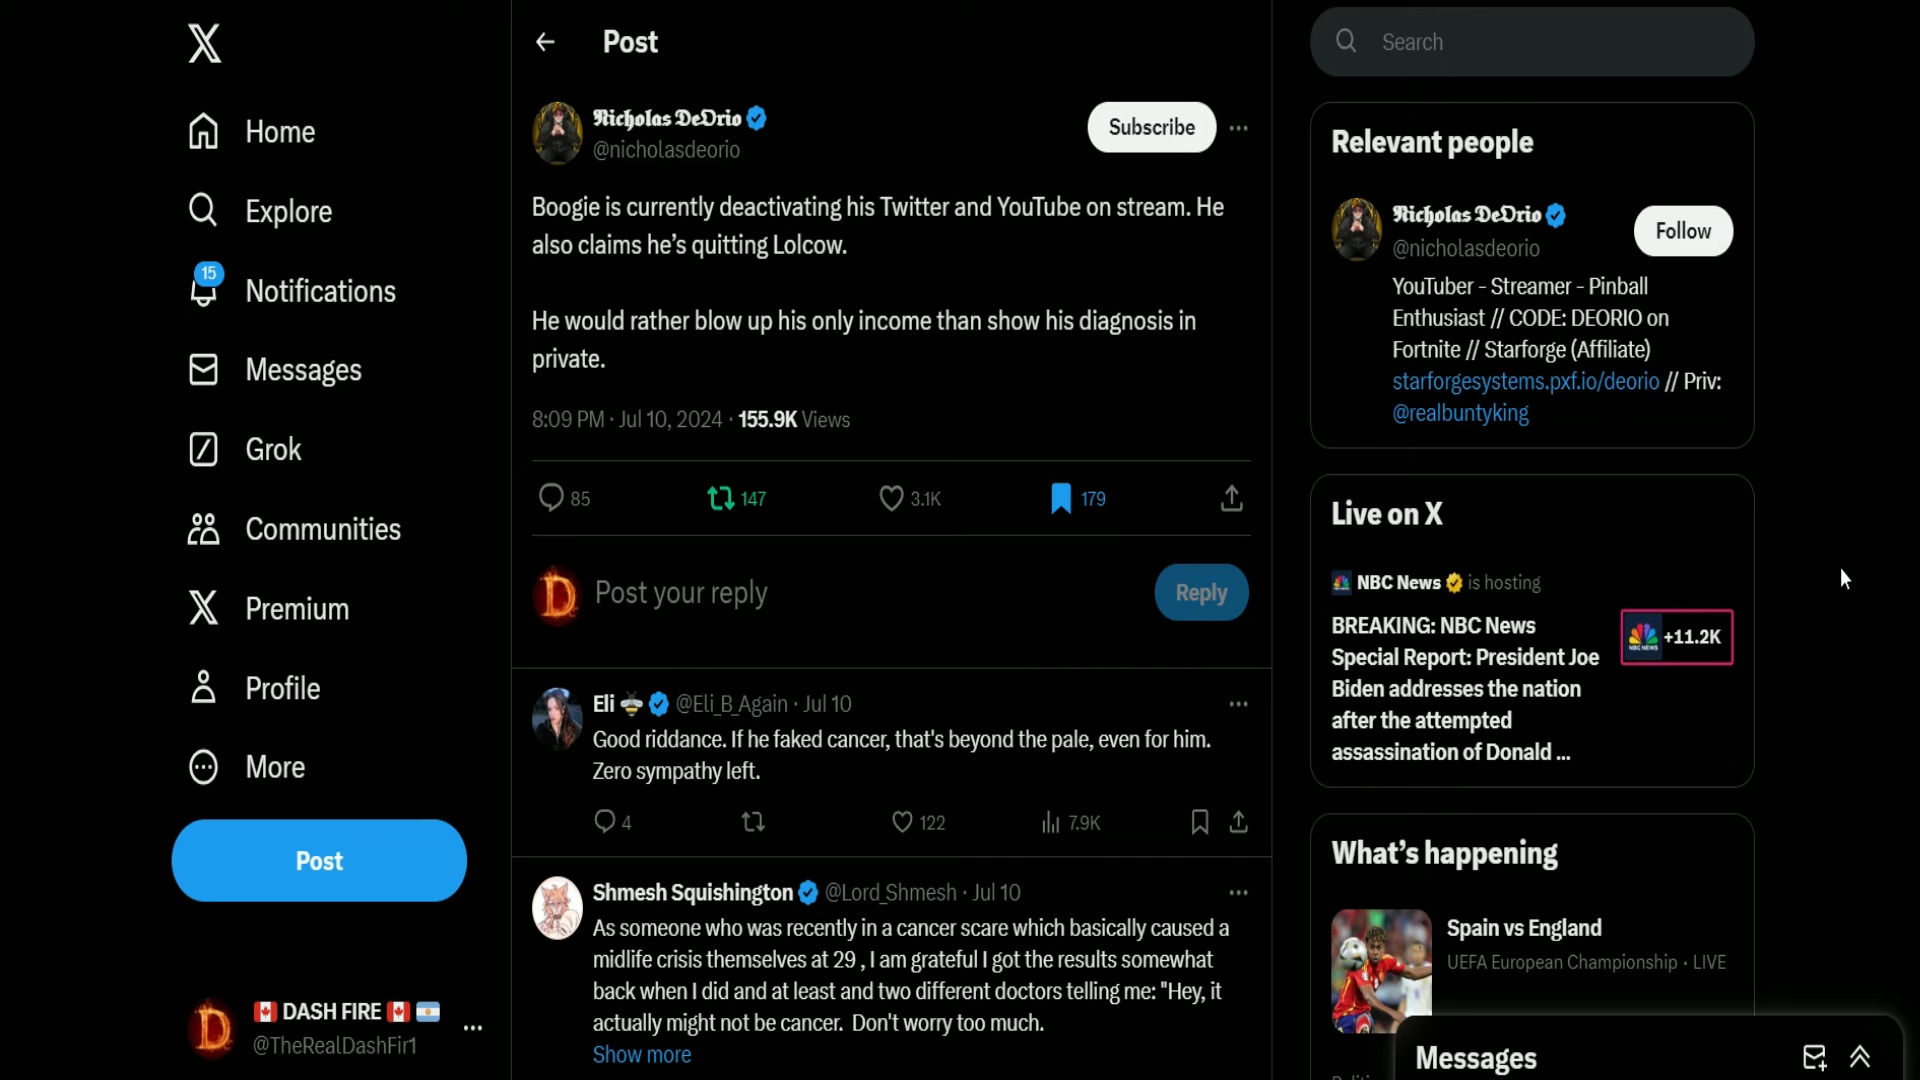 Home
Explore
15
Notifications
Messages
Grok
Communities
Premium
Profile
More
Post
🇨🇦 DASH FIRE 🇨🇦 🇦🇷
@TheRealDashFir1
Post
Nicholas DeOrio
@nicholasdeorio
Subscribe
Boogie is currently deactivating his Twitter and YouTube on stream. He
also claims he’s quitting Lolcow.
He would rather blow up his only income than show his diagnosis in
private.
8:09 PM · Jul 10, 2024 · 155.9K Views
85 147 3.1K 179
D
Post your reply
Reply
Eli 🐝 @Eli_B_Again · Jul 10
Good riddance. If he faked cancer, that's beyond the pale, even for him.
Zero sympathy left.
4 122 7.9K
Shmesh Squishington @Lord_Shmesh · Jul 10
As someone who was recently in a cancer scare which basically caused a
midlife crisis themselves at 29 , I am grateful I got the results somewhat
back when I did and at least and two different doctors telling me: "Hey, it
actually might not be cancer. Don't worry too much.
Show more
Search
Relevant people
Nicholas DeOrio
@nicholasdeorio
Follow
YouTuber - Streamer - Pinball
Enthusiast // CODE: DEORIO on
Fortnite // Starforge (Affiliate)
starforgesystems.pxf.io/deorio // Priv:
@realbuntyking
Live on X
NBC News is hosting
BREAKING: NBC News
Special Report: President Joe
Biden addresses the nation
after the attempted
assassination of Donald ...
NBC NEWS +11.2K
What’s happening
Spain vs England
UEFA European Championship · LIVE
Messages